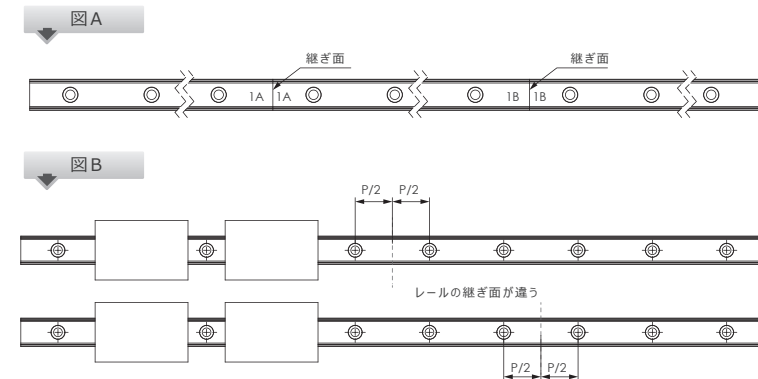 図A
継ぎ面
継ぎ面
1A 1A
1B 1B
図B
P/2 P/2
レールの継ぎ面が違う
P/2 P/2